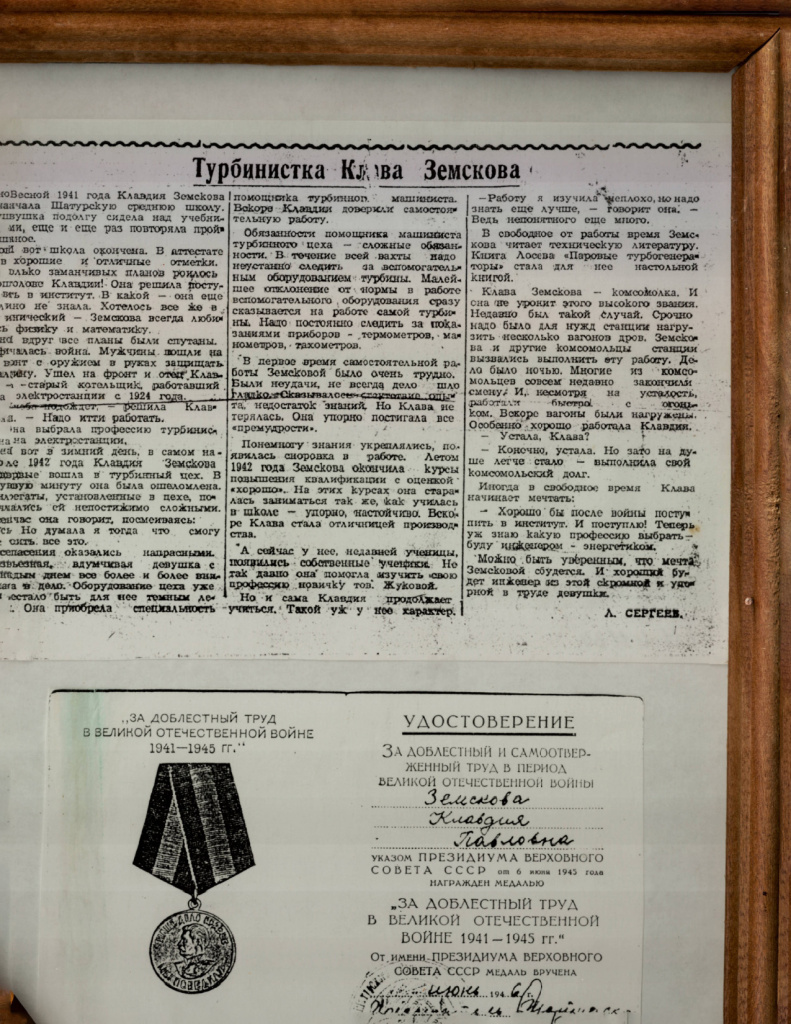 Турбинистка Клава Земскова
Весной 1941 года Клавдия Земскова
Шатурскую среднюю школу.
подолгу сидела над учебни-
ми, еще и еще раз повторяла прой
вот школа окончена. В аттестате
хорошие и отличные отметки.
олько заманчивых планов роилось
голове Клавдии! Она решила посту-
ить в институт. В какой — она еще
не знала. Хотелось все же в
Земскова всегда люби-
физику и математику.
вдруг все планы были спутаны.
началась война. Мужчины пошли на
с оружием в руках защищать
Ушел на фронт и отец Клав-
— старый котельщик, работавший
электростанции с 1924 года.
решила Клав-
— Надо итти работать.
на выбрала профессию турбинис
на электростанции.
вот в зимний день, в самом на-
1942 года Клавдия Земскова
впервые вошла в турбинный цех. В
минуту она была ошеломлена.
установленные в цехе, по-
ей непостижимо сложными.
она говорит, посмеиваясь:
Но думала я тогда что смогу
все это.
оказались напрасными.
вдумчивая девушка с
днем все более и более
в дело. Оборудование цеха уже
быть для нее темным ле-
Она приобрела специальность
помощника турбинног. машиниста.
Вскоре Клавдии доверили самостоя-
тельную работу.
Обязанности помощника машиниста
турбинного цеха — сложные обязан-
ности. В течение всей вахты надо
неустанно следить за вспомогатель-
ным оборудованием турбины. Малей-
шее отклонение от нормы в работе
вспомогательного оборудования сразу
сказывается на работе самой турби-
ны. Надо постоянно следить за пока-
заниями приборов - термометров, ма-
нометров, тахометров.
В первое время самостоятельной ра-
боты Земсковой было очень трудно.
Были неудачи, не всегда дело шло
гладко. Сказывалось отсутствие опы-
та, недостаток знаний. Но Клава не
терялась. Она упорно постигала все
«премудрости».
Понемногу знания укреплялись, по-
явилась сноровка в работе. Летом
1942 года Земскова окончила курсы
повышения квалификации с оценкой
«хорошо». На этих курсах она стара-
лась заниматься так же, как училась
в школе — упорно, настойчиво. Вско-
ре Клава стала отличницей производ-
ства.
А сейчас у нее, недавней ученицы,
появились собственные ученики. Не
так давно она помогла изучить свою
профессию новичку тов. Жуковой.
Но и сама Клавдия продолжает
учиться. Такой уж у нее характер.
—Работу я изучила неплохо, но надо
знать еще лучше, — говорит она. —
Ведь непонятного еще много.
В свободное от работы время Земс-
кова читает техническую литературу.
Книга Лосева «Паровые турбогенера-
торы» стала для нее настольной
книгой.
Клава Земскова — комсомолка. И
она не уронит этого высокого звания.
Недавно был такой случай. Срочно
надо было для нужд станции нагру-
зить несколько вагонов дров. Земско-
ва и другие комсомольцы станции
вызвались выполнить эту работу. Де-
ло было ночью. Многие из комсо-
мольцев совсем недавно закончили
смену. И, несмотря на усталость,
работали быстро, с огонь-
ком. Вскоре вагоны были нагружены.
Особенно хорошо работала Клавдия.
— Устала, Клава?
— Конечно, устала. Но зато на ду-
ше легче стало — выполнила свой
комсомольский долг.
Иногда в свободное время Клава
начинает мечтать:
— Хорошо бы после войны посту
пить в институт. И поступлю! Теперь
уж знаю какую профессию выбрать—
буду инженером - энергетиком.
Можно быть уверенным, что мечта
Земсковой сбудется. И хороший бу-
дет инженер из этой скромной и упо-
рной в труде девушки.
Л. СЕРГЕЕВ.
„ЗА ДОБЛЕСТНЫЙ ТРУД
В ВЕЛИКОЙ ОТЕЧЕСТВЕННОЙ ВОЙНЕ
1941—1945 гг."
УДОСТОВЕРЕНИЕ
ЗА ДОБЛЕСТНЫЙ И САМООТВЕР-
ЖЕННЫЙ ТРУД В ПЕРИОД
ВЕЛИКОЙ ОТЕЧЕСТВЕННОЙ ВОЙНЫ
Земскова
Клавдия
Павловна
УКАЗОМ ПРЕЗИДИУМА ВЕРХОВНОГО
СОВЕТА СССР от 6 июня 1945 года
НАГРАЖДЕН МЕДАЛЬЮ
„ЗА ДОБЛЕСТНЫЙ ТРУД
В ВЕЛИКОЙ ОТЕЧЕСТВЕННОЙ
ВОЙНЕ 1941—1945 гг."
ОТ ИМЕНИ ПРЕЗИДИУМА ВЕРХОВНОГО
СОВЕТА СССР МЕДАЛЬ ВРУЧЕНА
июнь 1946 г.